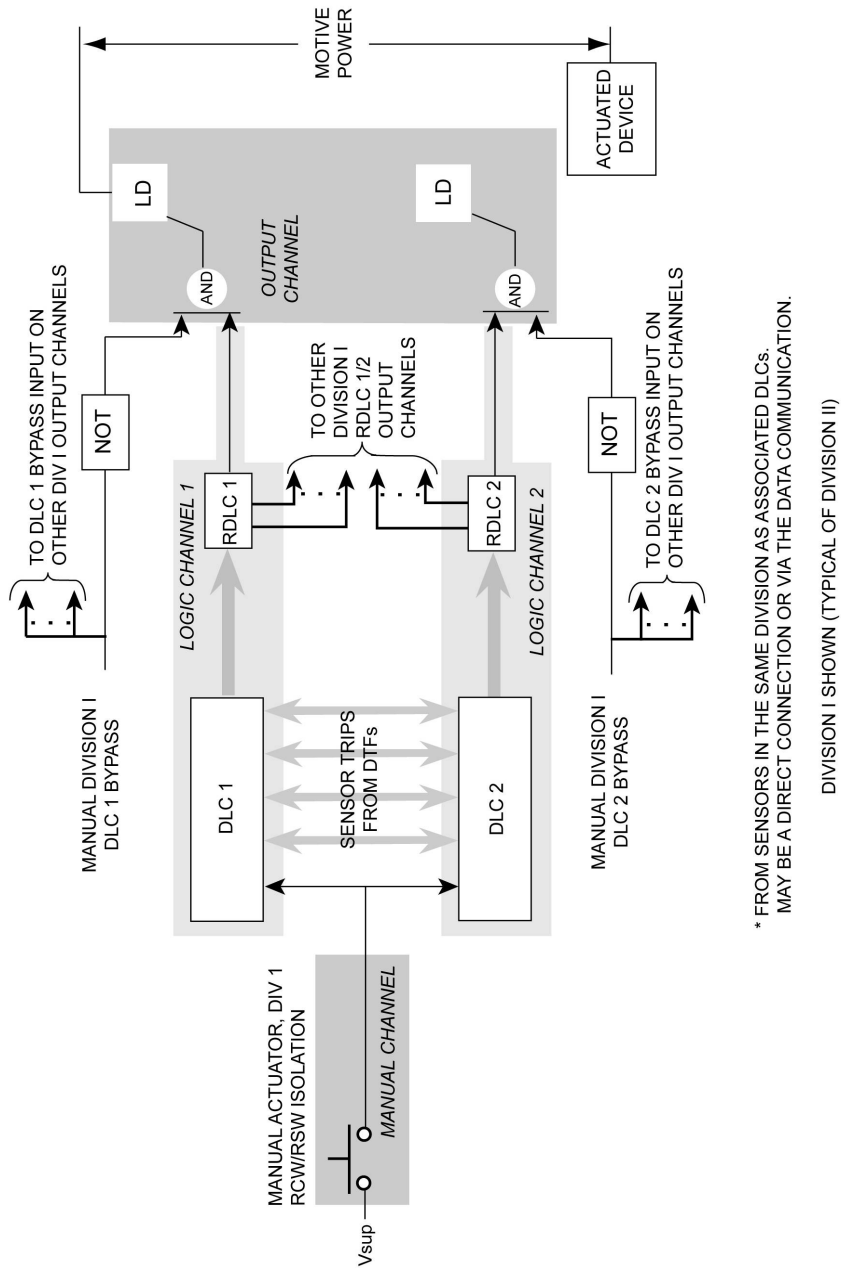 TO DLC 1 BYPASS INPUT ON
OTHER DIV I OUTPUT CHANNELS
MANUAL DIVISION I
DLC 1 BYPASS
NOT
MOTIVE
POWER
LD
AND
OUTPUT
CHANNEL
LOGIC CHANNEL 1
DLC 1
RDLC 1
MANUAL ACTUATOR, DIV 1
RCW/RSW ISOLATION
Vsup
MANUAL CHANNEL
SENSOR TRIPS
FROM DTFs
TO OTHER
DIVISION I
RDLC 1/2
OUTPUT
CHANNELS
DLC 2
RDLC 2
LOGIC CHANNEL 2
LD
AND
ACTUATED
DEVICE
MANUAL DIVISION I
DLC 2 BYPASS
NOT
TO DLC 2 BYPASS INPUT ON
OTHER DIV I OUTPUT CHANNELS
* FROM SENSORS IN THE SAME DIVISION AS ASSOCIATED DLCs.
MAY BE A DIRECT CONNECTION OR VIA THE DATA COMMUNICATION.
DIVISION I SHOWN (TYPICAL OF DIVISION II)